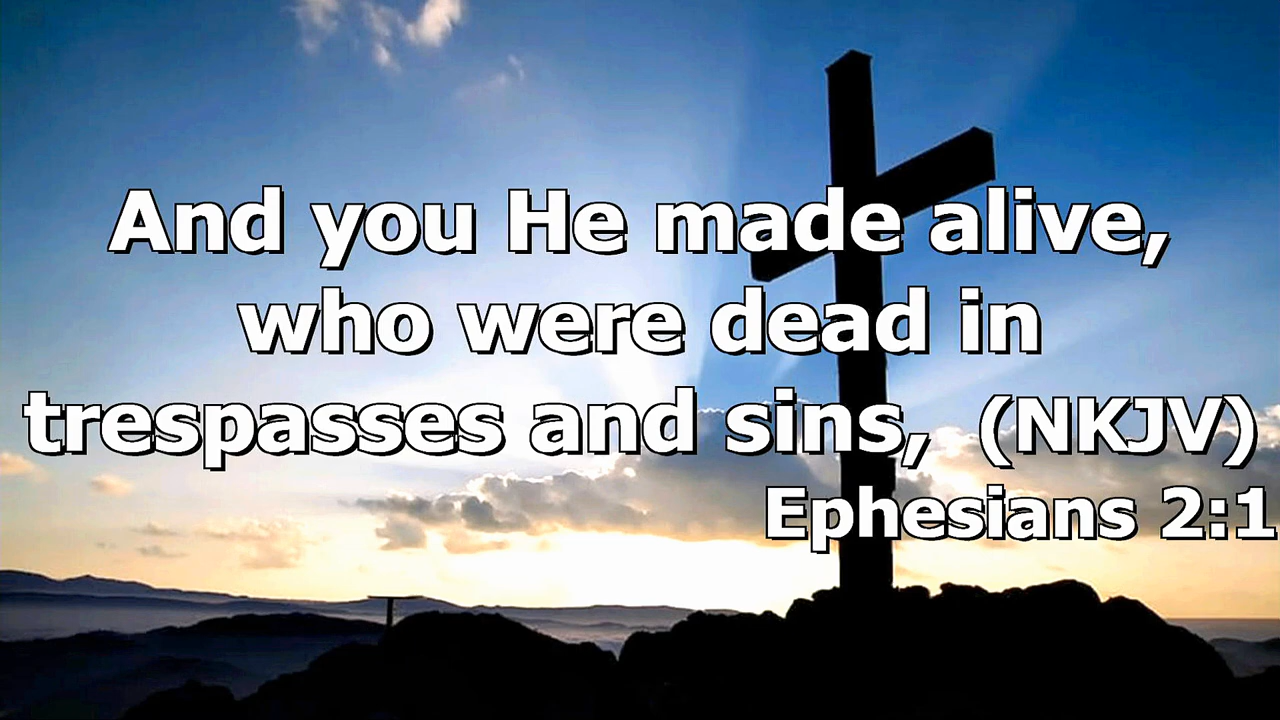 And you He made alive,
who were dead in
trespasses and sins, (NKJV)
Ephesians 2:1